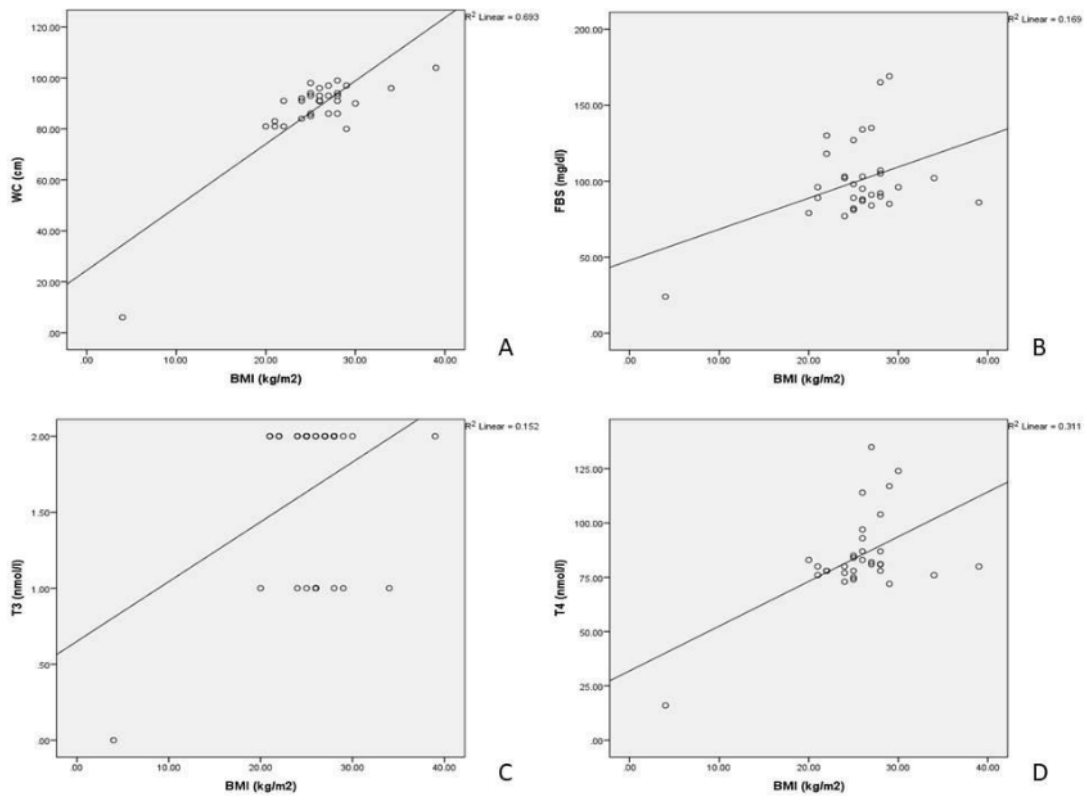 R² Linear = 0.693
120.00
100.00
80.00
60.00
40.00
20.00
.00
WC (cm)
.00 10.00 20.00 30.00 40.00
BMI (kg/m2)
A
R² Linear = 0.169
200.00
150.00
100.00
50.00
.00
FBS (mg/dl)
.00 10.00 20.00 30.00 40.00
BMI (kg/m2)
B
R² Linear = 0.152
2.00
1.50
1.00
.50
.00
T3 (nmol/l)
.00 10.00 20.00 30.00 40.00
BMI (kg/m2)
C
R² Linear = 0.311
125.00
100.00
75.00
50.00
25.00
.00
T4 (nmol/l)
.00 10.00 20.00 30.00 40.00
BMI (kg/m2)
D